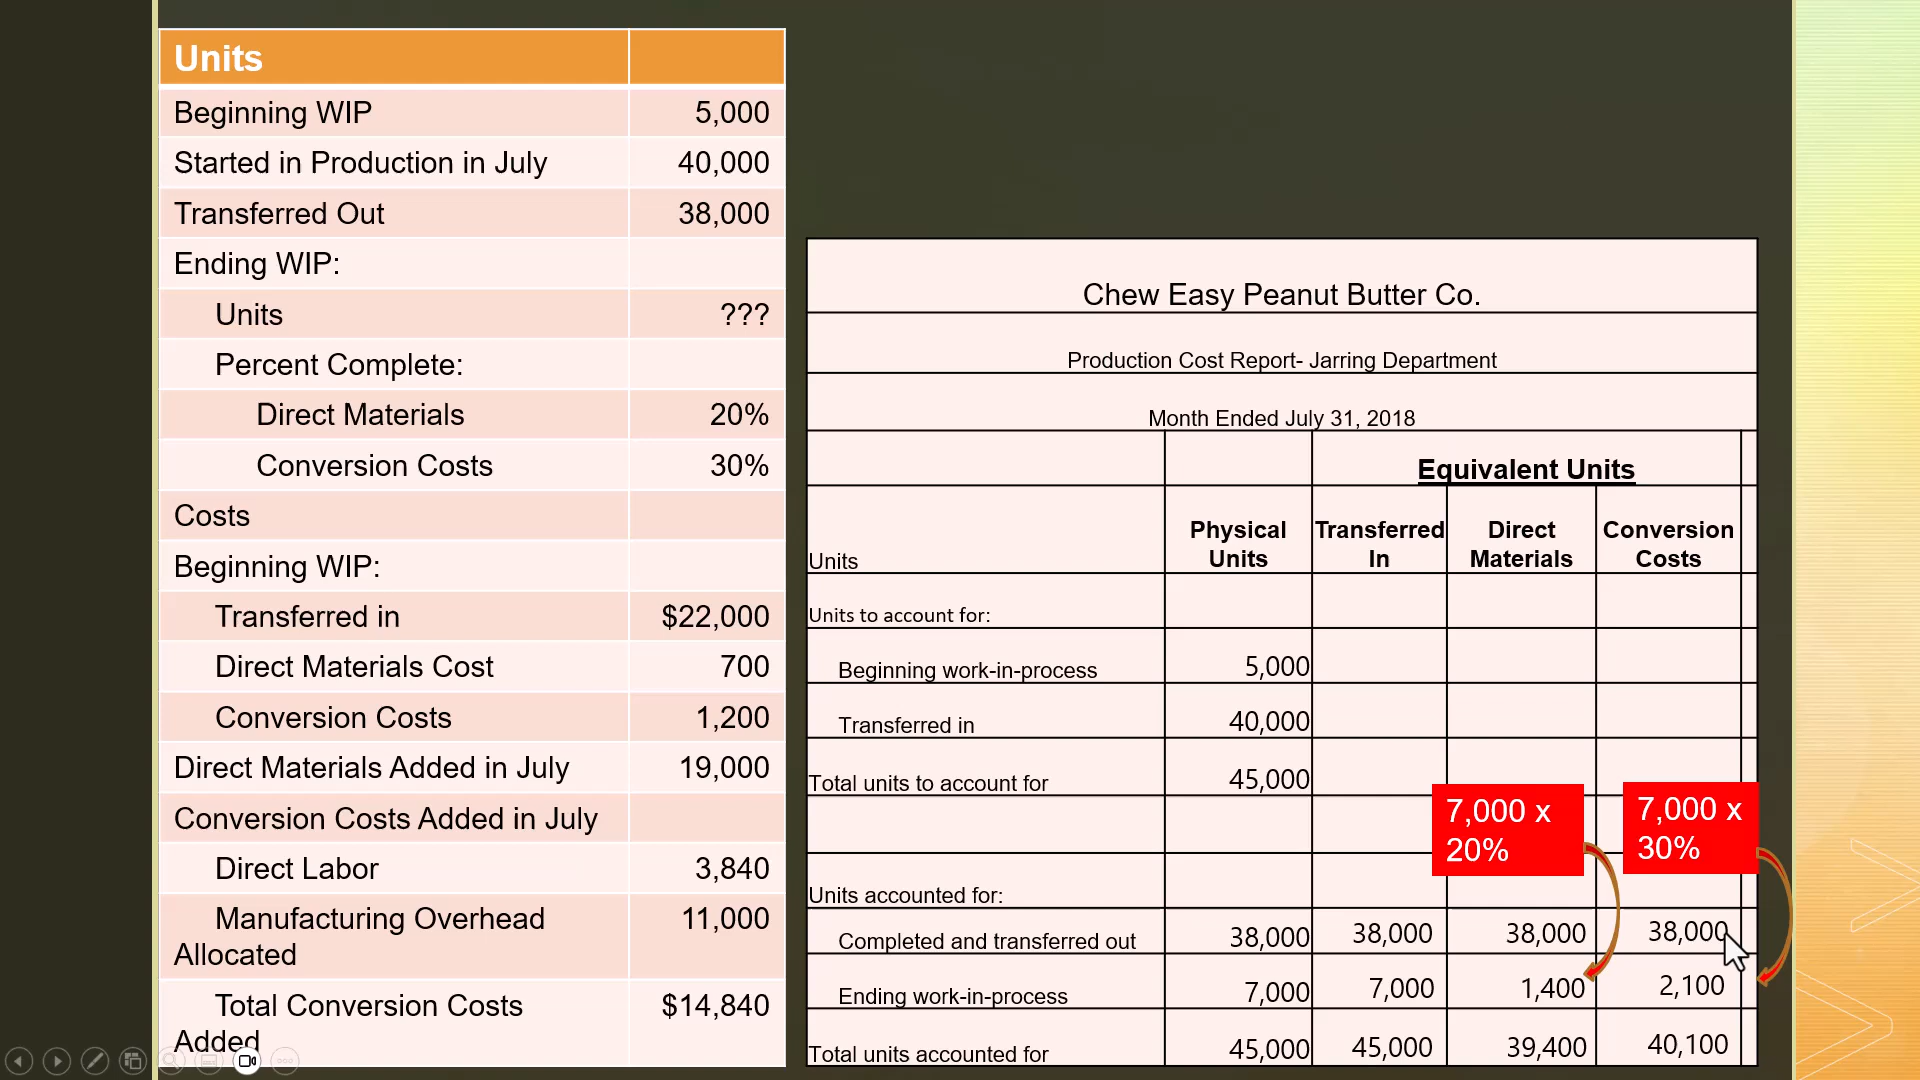 Units
Beginning WIP 5,000
Started in Production in July 40,000
Transferred Out 38,000
Ending WIP:
Units ???
Percent Complete:
Direct Materials 20%
Conversion Costs 30%
Costs
Beginning WIP:
Transferred in $22,000
Direct Materials Cost 700
Conversion Costs 1,200
Direct Materials Added in July 19,000
Conversion Costs Added in July
Direct Labor 3,840
Manufacturing Overhead 11,000
Allocated
Total Conversion Costs $14,840
Added
Chew Easy Peanut Butter Co.
Production Cost Report- Jarring Department
Month Ended July 31, 2018
Equivalent Units
Physical Transferred Direct Conversion
Units Units In Materials Costs
Units to account for:
Beginning work-in-process 5,000
Transferred in 40,000
Total units to account for 45,000
7,000 x 7,000 x
20% 30%
Units accounted for:
Completed and transferred out 38,000 38,000 38,000 38,000
Ending work-in-process 7,000 7,000 1,400 2,100
Total units accounted for 45,000 45,000 39,400 40,100